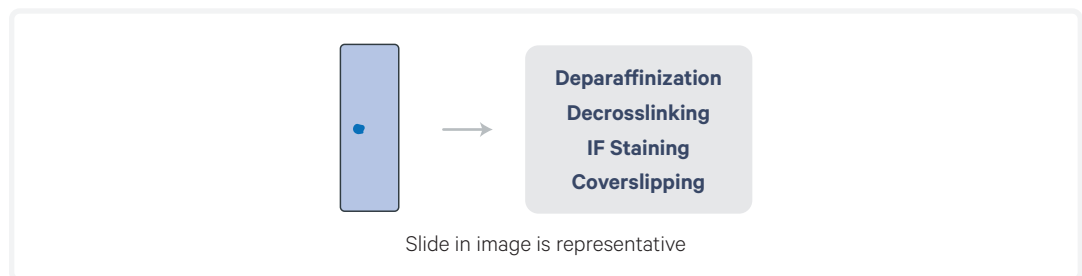 Deparaffinization
Decrosslinking
IF Staining
Coverslipping
Slide in image is representative